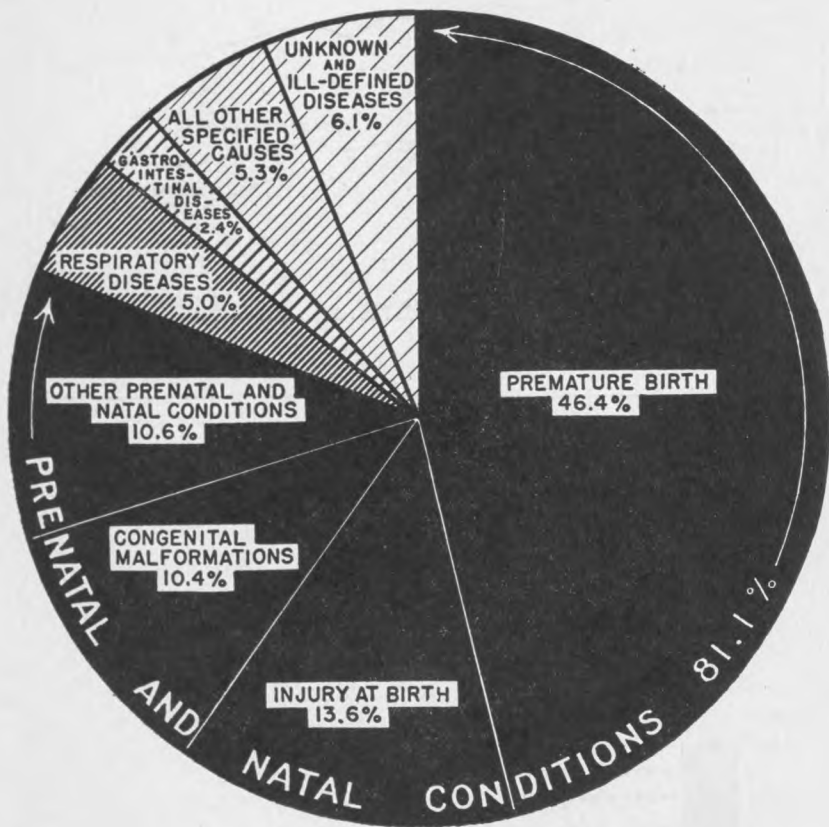 UNKNOWN
AND
ILL-DEFINED
DISEASES
6.1%
ALL OTHER
SPECIFIED
CAUSES
5.3%
GASTRO-
INTES-
TINAL
DIS-
EASES
2.4%
RESPIRATORY
DISEASES
5.0%
OTHER PRENATAL AND
NATAL CONDITIONS
10.6%
CONGENITAL
MALFORMATIONS
10.4%
INJURY AT BIRTH
13.6%
PREMATURE BIRTH
46.4%
PRENATAL AND NATAL CONDITIONS 81.1%